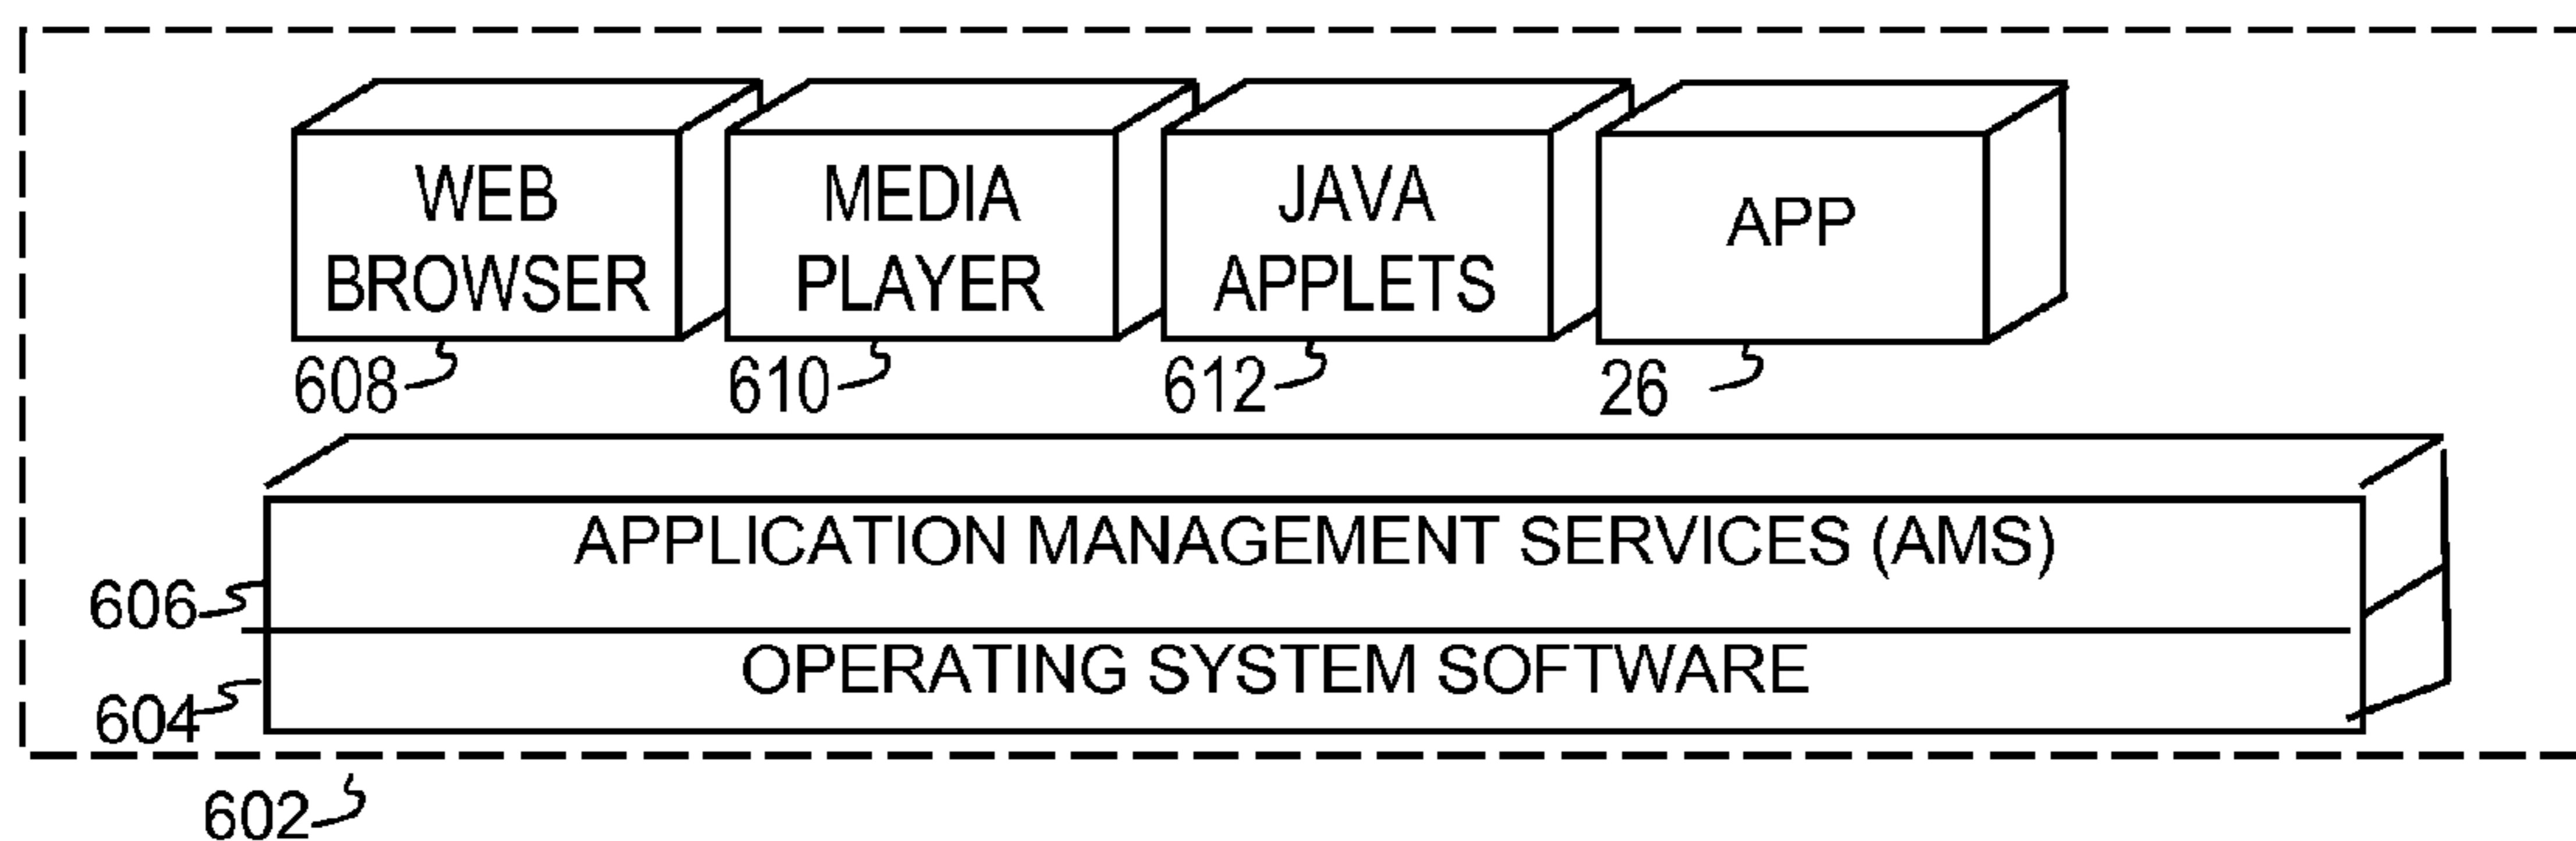 WEB
BROWSER
MEDIA
PLAYER
JAVA
APPLETS
APP
608
610
612
26
APPLICATION MANAGEMENT SERVICES (AMS)
606
OPERATING SYSTEM SOFTWARE
604
602